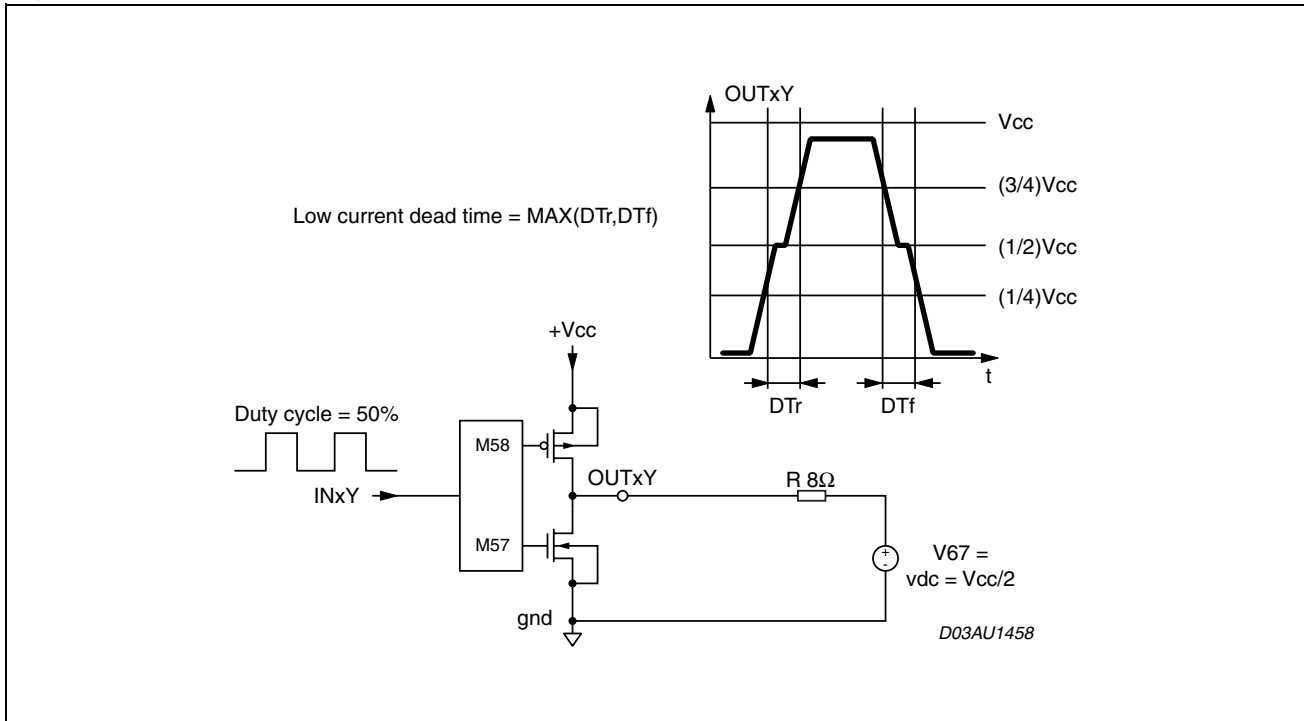 OUTxY
Vcc
(3/4)Vcc
Low current dead time = MAX(DTr,DTf)
(1/2)Vcc
(1/4)Vcc
t
DTr
DTf
+Vcc
Duty cycle = 50%
M58
INxY
M57
OUTxY
R 8Ω
+
-
V67 =
vdc = Vcc/2
gnd
D03AU1458